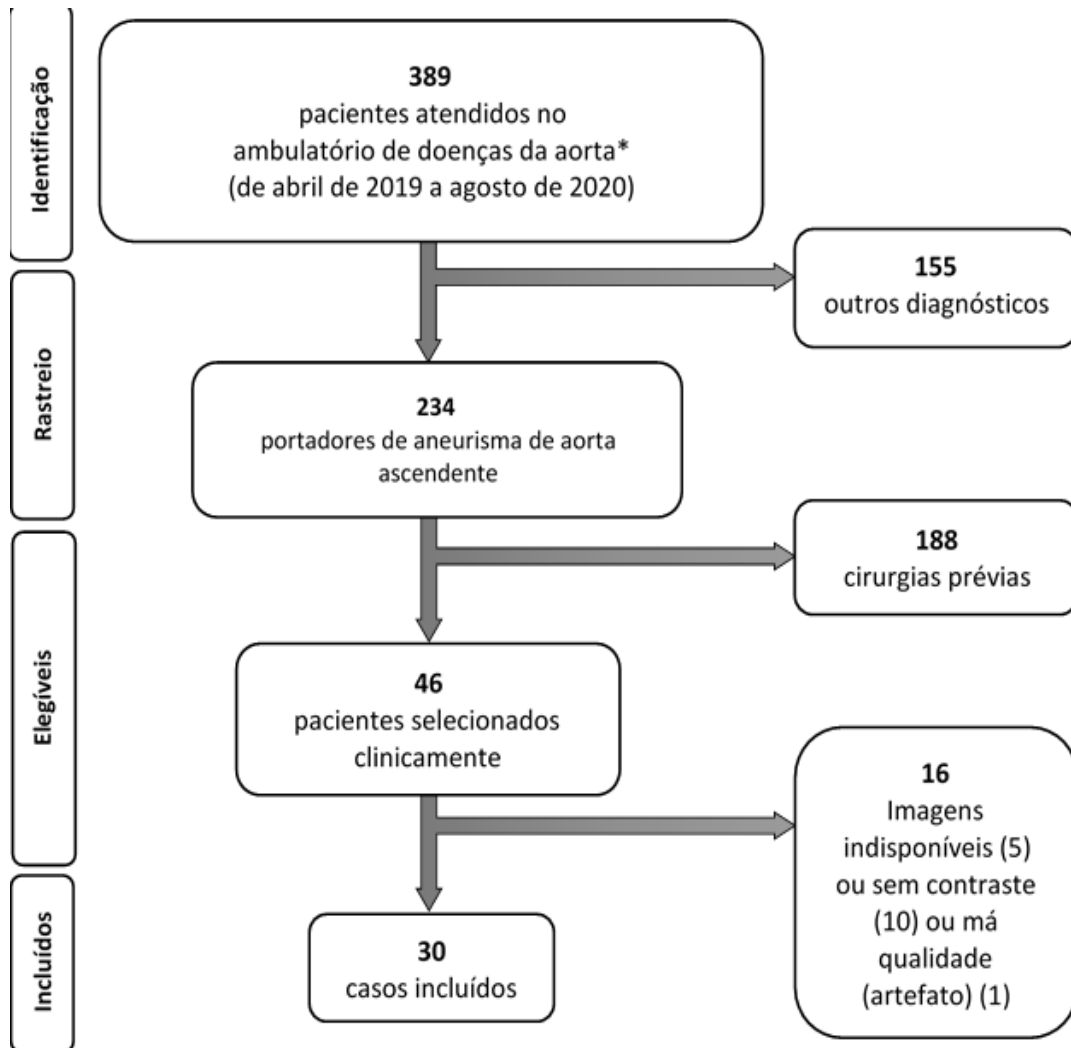 Identificação
389
pacientes atendidos no
ambulatório de doenças da aorta*
(de abril de 2019 a agosto de 2020)
155
outros diagnósticos
Rastreio
234
portadores de aneurisma de aorta
ascendente
188
cirurgias prévias
Elegíveis
46
pacientes selecionados
clinicamente
16
Imagens
indisponíveis (5)
ou sem contraste
(10) ou má
qualidade
(artefato) (1)
Incluídos
30
casos incluídos